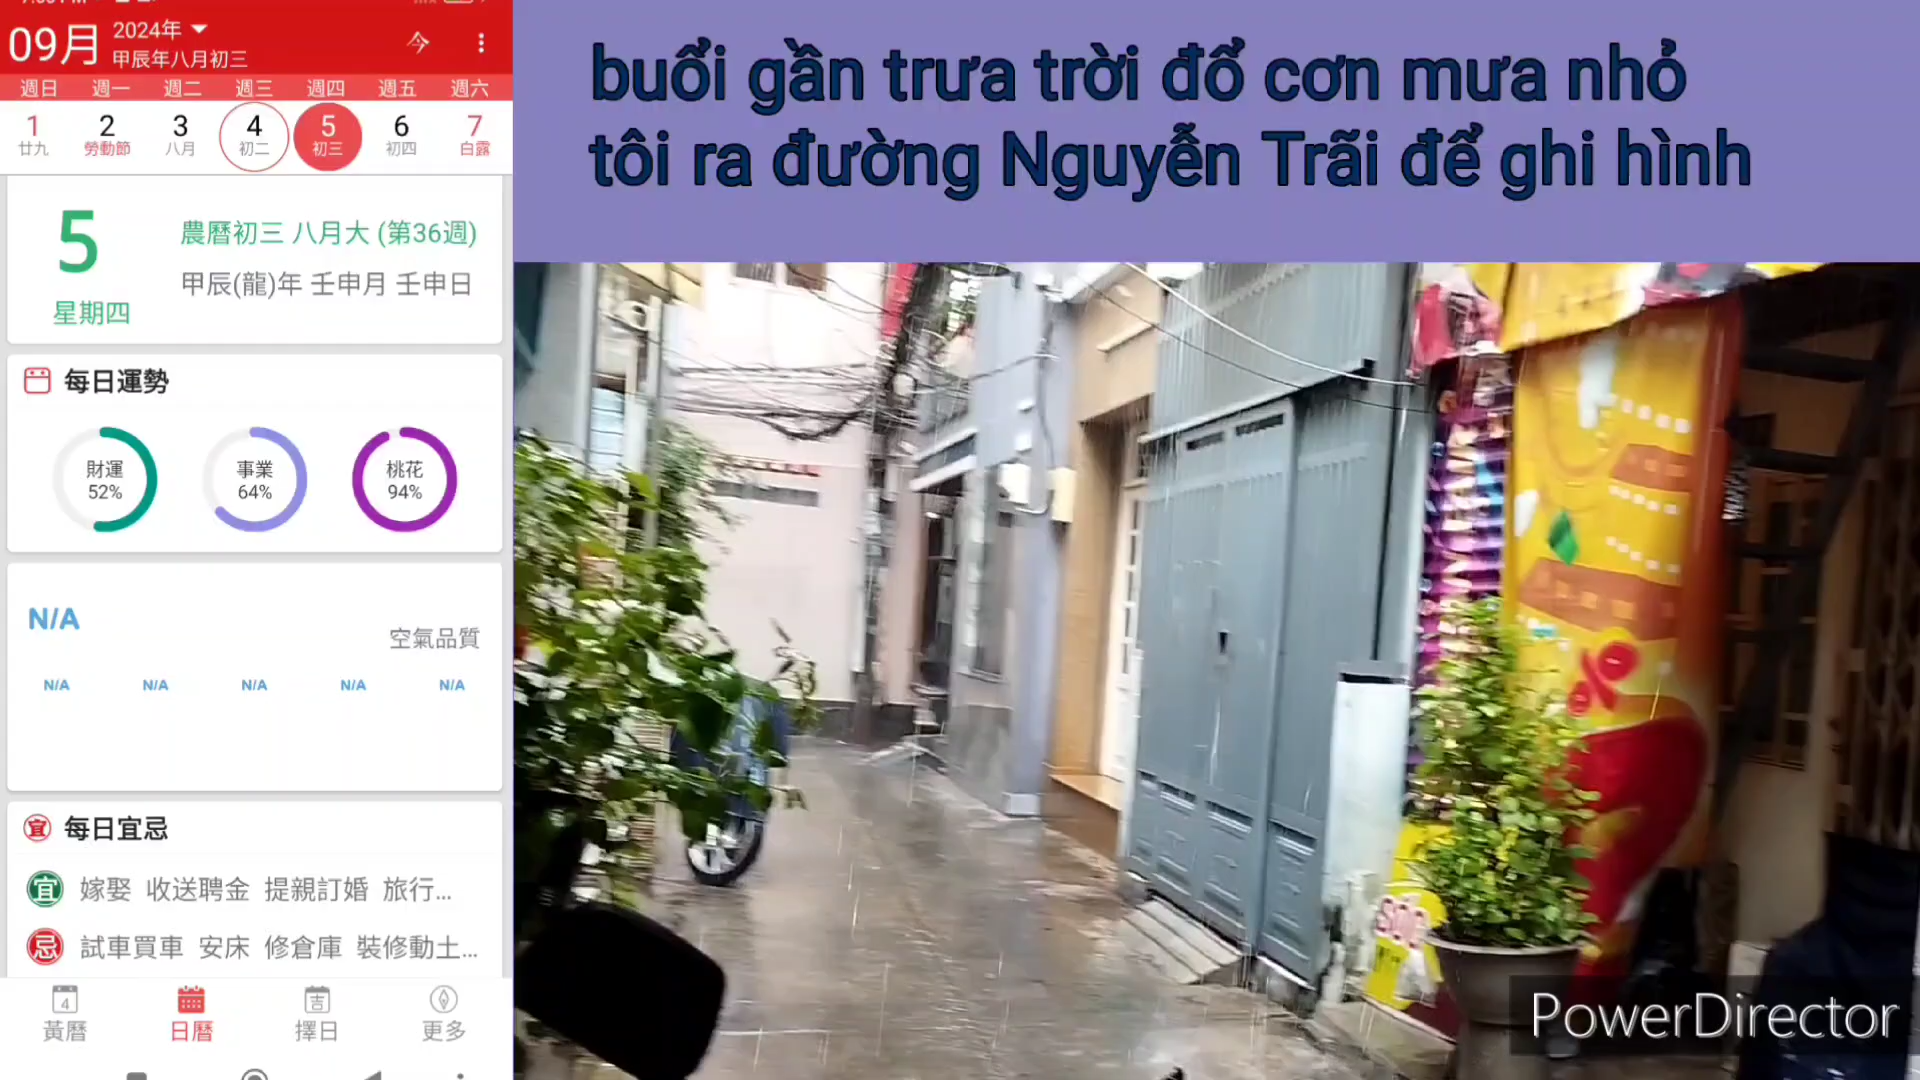 09月
2024年
甲辰年八月初三
今
週日 週一 週二 週三 週四 週五 週六
1 2 3 4 5 6 7
廿九 勞動節 八月 初二 初三 初四 白露
5
星期四
農曆初三 八月大 (第36週)
甲辰(龍)年 壬申月 壬申日
每日運勢
財運 事業 桃花
52% 64% 94%
N/A
空氣品質
N/A N/A N/A N/A N/A
宜 每日宜忌
宜 嫁娶 收送聘金 提親訂婚 旅行...
忌 試車買車 安床 修倉庫 裝修動土...
4 吉
黃曆 日曆 擇日 更多
buổi gần trưa trời đổ cơn mưa nhỏ
tôi ra đường Nguyễn Trãi để ghi hình
%
PowerDirector